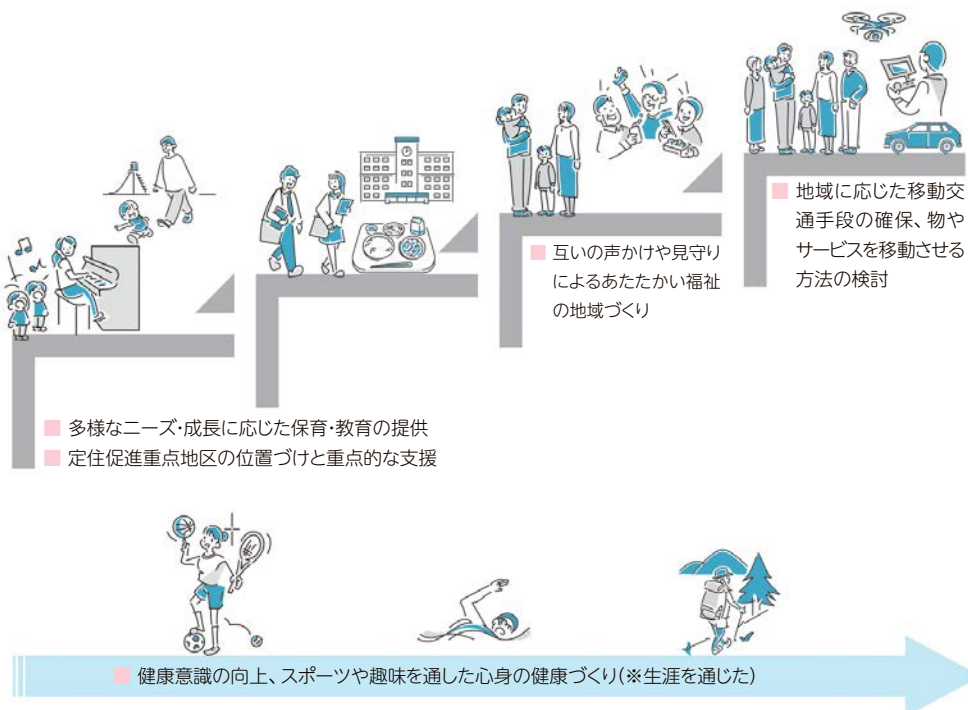 ■ 地域に応じた移動交
通手段の確保、物や
サービスを移動させる
方法の検討
■ 互いの声かけや見守り
によるあたたかい福祉
の地域づくり
■ 多様なニーズ・成長に応じた保育・教育の提供
■ 定住促進重点地区の位置づけと重点的な支援
■ 健康意識の向上、スポーツや趣味を通した心身の健康づくり(※生涯を通じた)